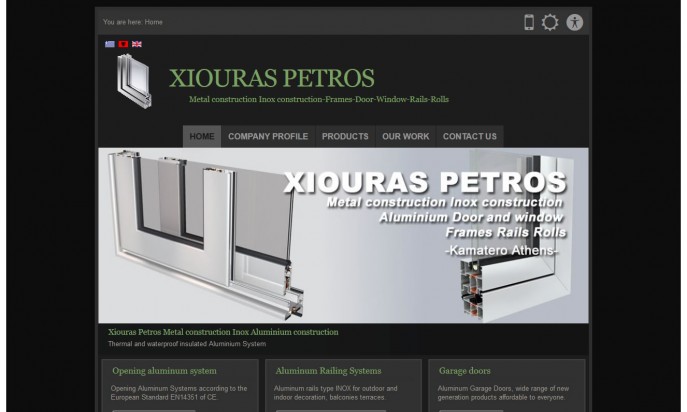 You are here: Home
XIOURAS PETROS
Metal construction Inox construction-Frames-Door-Window-Rails-Rolls
HOME COMPANY PROFILE PRODUCTS OUR WORK CONTACT US
XIOURAS PETROS
Metal construction Inox construction
Aluminium Door and window
Frames Rails Rolls
-Kamatero Athens-
Xiouras Petros Metal construction Inox Aluminium construction
Thermal and waterproof insulated Aluminium System
Opening aluminum system
Opening Aluminum Systems according to the
European Standard EN14351 of CE.
Aluminum Railing Systems
Aluminum rails type INOX for outdoor and
indoor decoration, balconies terraces.
Garage doors
Aluminum Garage Doors, wide range of new
generation products affordable to everyone.